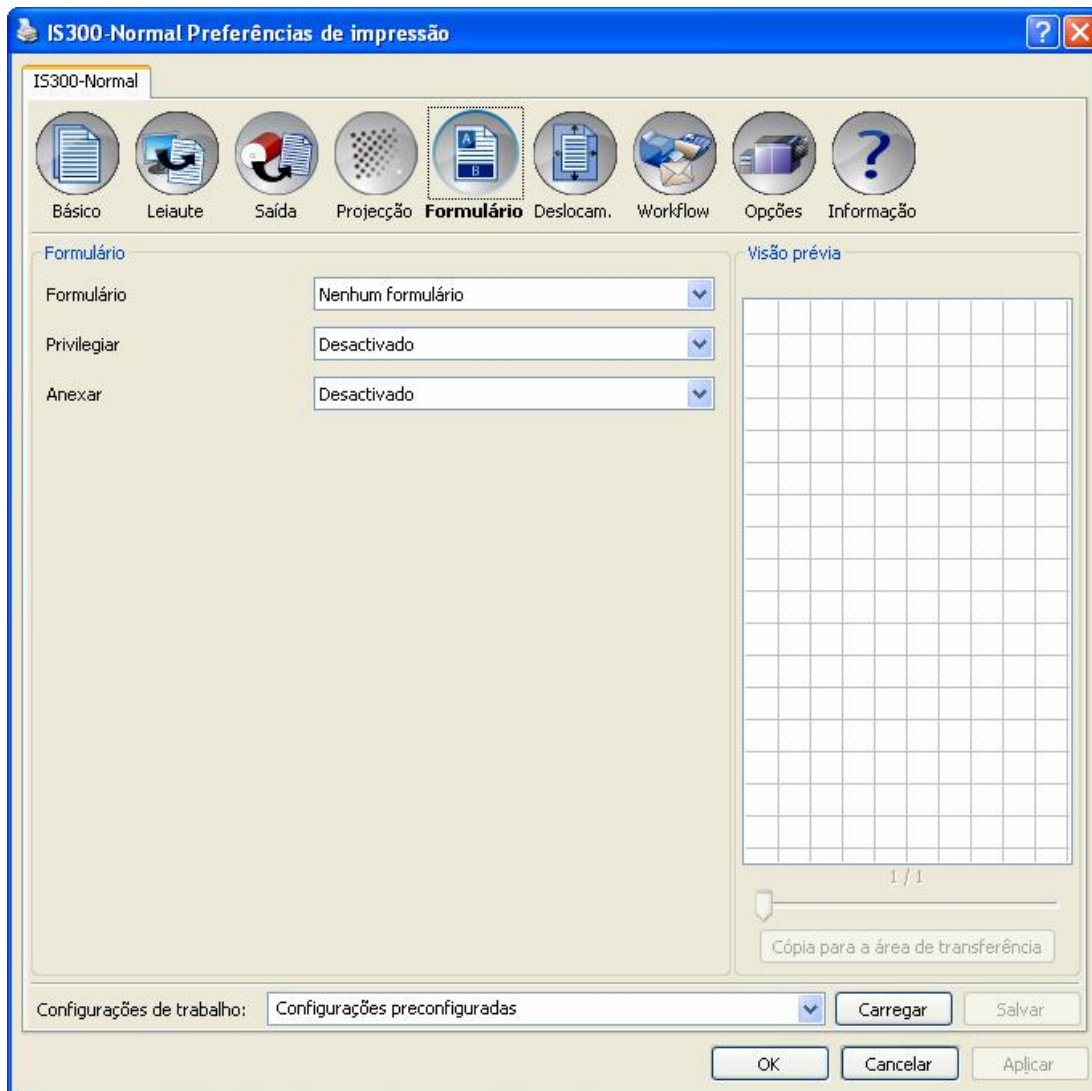 IS300-Normal Preferências de impressão
IS300-Normal
A
B
?
Básico Leiaute Saída Projecção Formulário Deslocam. Workflow Opções Informação
Formulário
Formulário Nenhum formulário
Privilegiar Desactivado
Anexar Desactivado
Visão prévia
1 / 1
Cópia para a área de transferência
Configurações de trabalho: Configurações preconfiguradas Carregar Salvar
OK Cancelar Aplicar